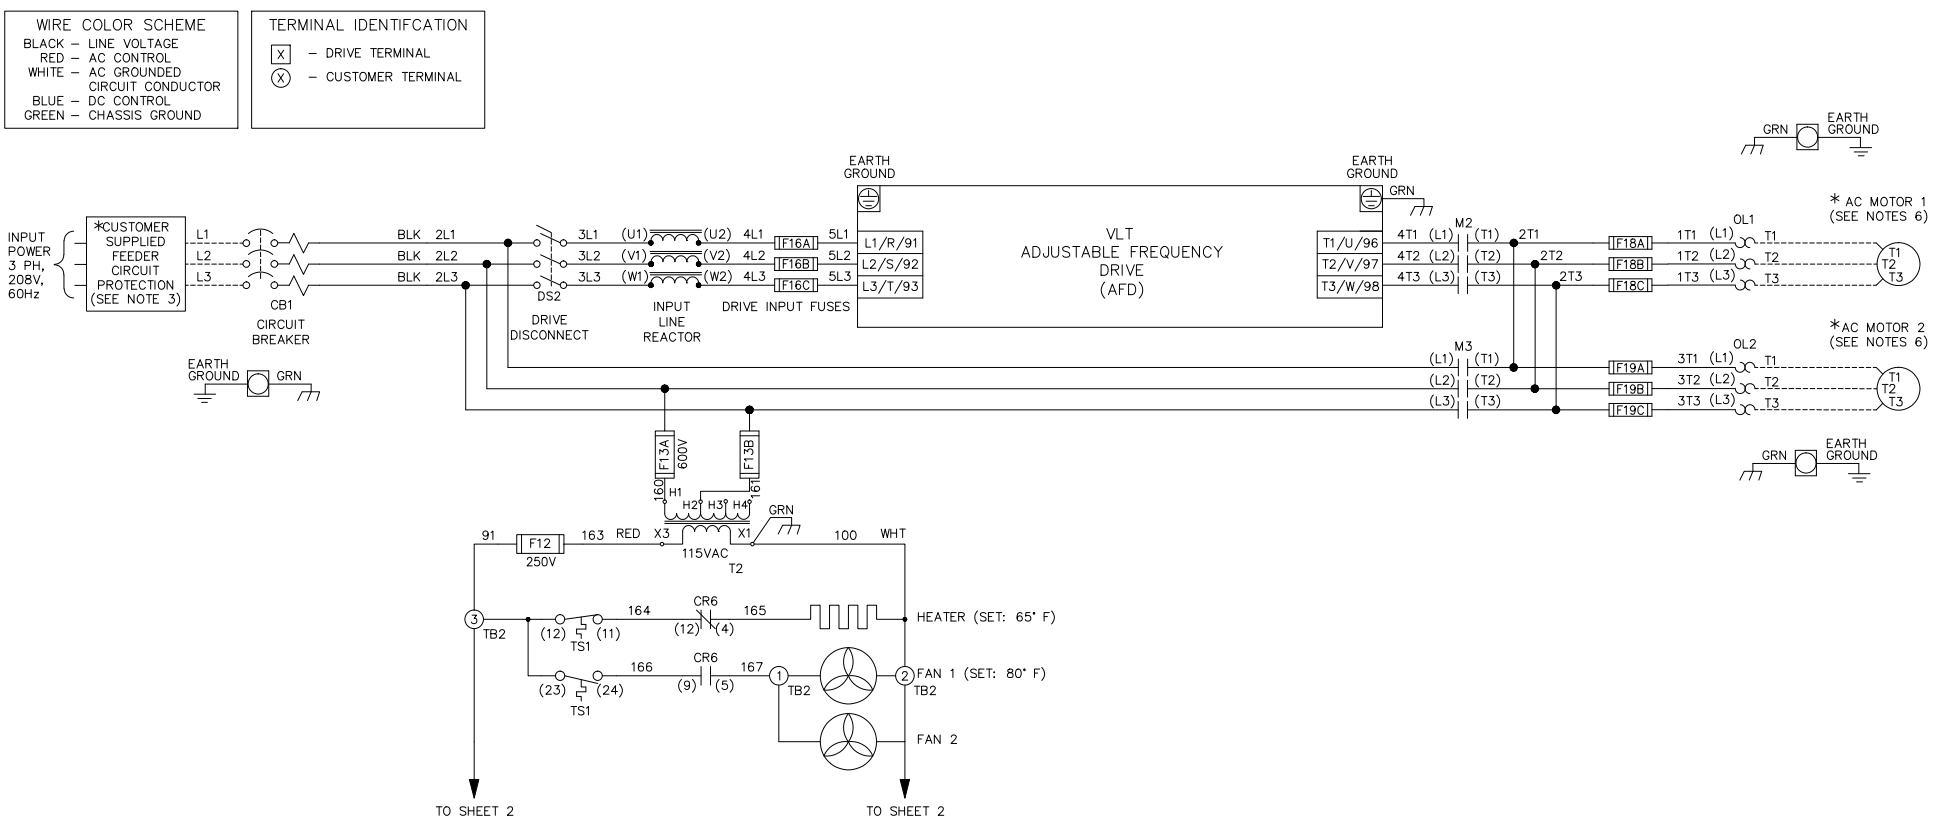 WIRE COLOR SCHEME
BLACK – LINE VOLTAGE
RED – AC CONTROL
WHITE – AC GROUNDED
CIRCUIT CONDUCTOR
BLUE – DC CONTROL
GREEN – CHASSIS GROUND
TERMINAL IDENTIFCATION
X – DRIVE TERMINAL
X – CUSTOMER TERMINAL
GRN
EARTH
GROUND
INPUT
POWER
3 PH,
208V,
60Hz
*CUSTOMER
SUPPLIED
FEEDER
CIRCUIT
PROTECTION
(SEE NOTE 3)
L1
L2
L3
CB1
CIRCUIT
BREAKER
BLK 2L1
BLK 2L2
BLK 2L3
DS2
DRIVE
DISCONNECT
3L1 (U1) (U2) 4L1 F16A 5L1
3L2 (V1) (V2) 4L2 F16B 5L2
3L3 (W1) (W2) 4L3 F16C 5L3
INPUT
LINE
REACTOR
DRIVE INPUT FUSES
EARTH
GROUND
L1/R/91
L2/S/92
L3/T/93
VLT
ADJUSTABLE FREQUENCY
DRIVE
(AFD)
EARTH
GROUND
GRN
T1/U/96
T2/V/97
T3/W/98
M2
4T1 (L1) (T1) 2T1 F18A 1T1 (L1) T1
4T2 (L2) (T2) 2T2 F18B 1T2 (L2) T2
4T3 (L3) (T3) 2T3 F18C 1T3 (L3) T3
OL1
* AC MOTOR 1
(SEE NOTES 6)
T1
T2
T3
EARTH
GROUND
GRN
M3
(L1) (T1) F19A 3T1 (L1) T1
(L2) (T2) F19B 3T2 (L2) T2
(L3) (T3) F19C 3T3 (L3) T3
OL2
*AC MOTOR 2
(SEE NOTES 6)
T1
T2
T3
GRN
EARTH
GROUND
F13A
600V
F13B
160
161
H1
H2 H3 H4
GRN
91
F12
250V
163
RED
X3
X1
115VAC
T2
100
WHT
3
TB2
(12) (11)
TS1
164
CR6
(12) (4)
165
HEATER (SET: 65° F)
(23) (24)
TS1
166
CR6
(9) (5)
167
1
TB2
2
TB2
FAN 1 (SET: 80° F)
FAN 2
TO SHEET 2
TO SHEET 2